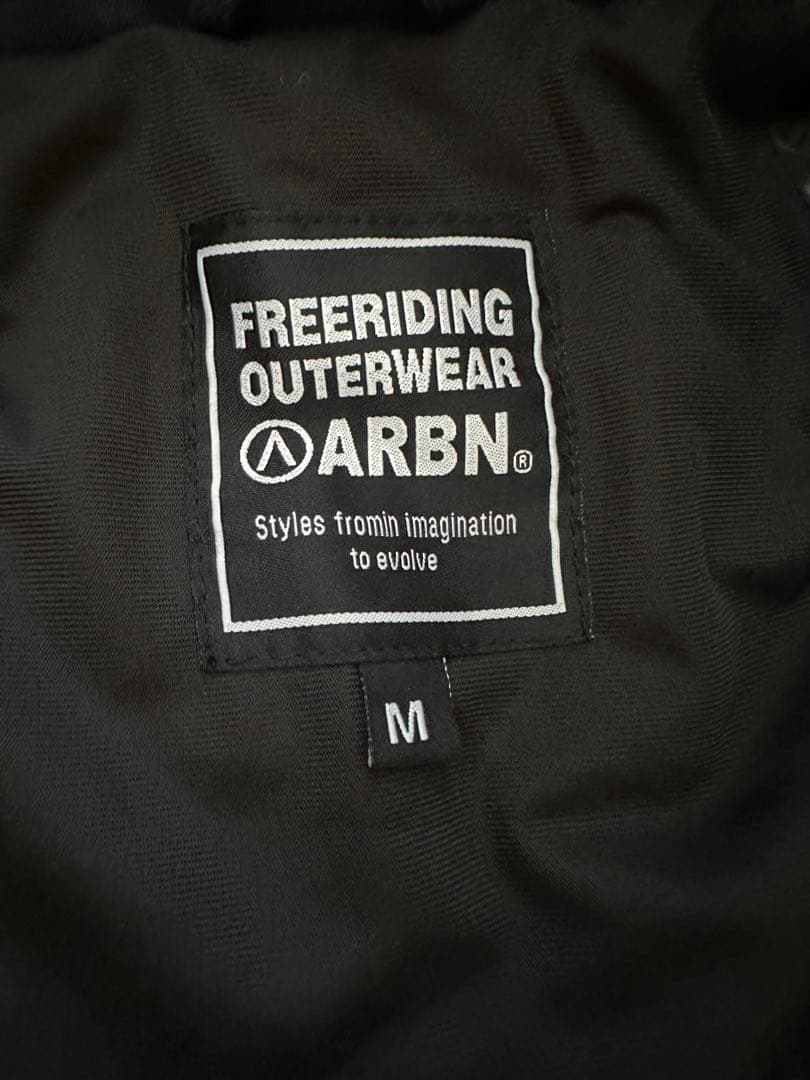 FREERIDING
OUTERWEAR
ARBN®
Styles fromin imagination
to evolve
M